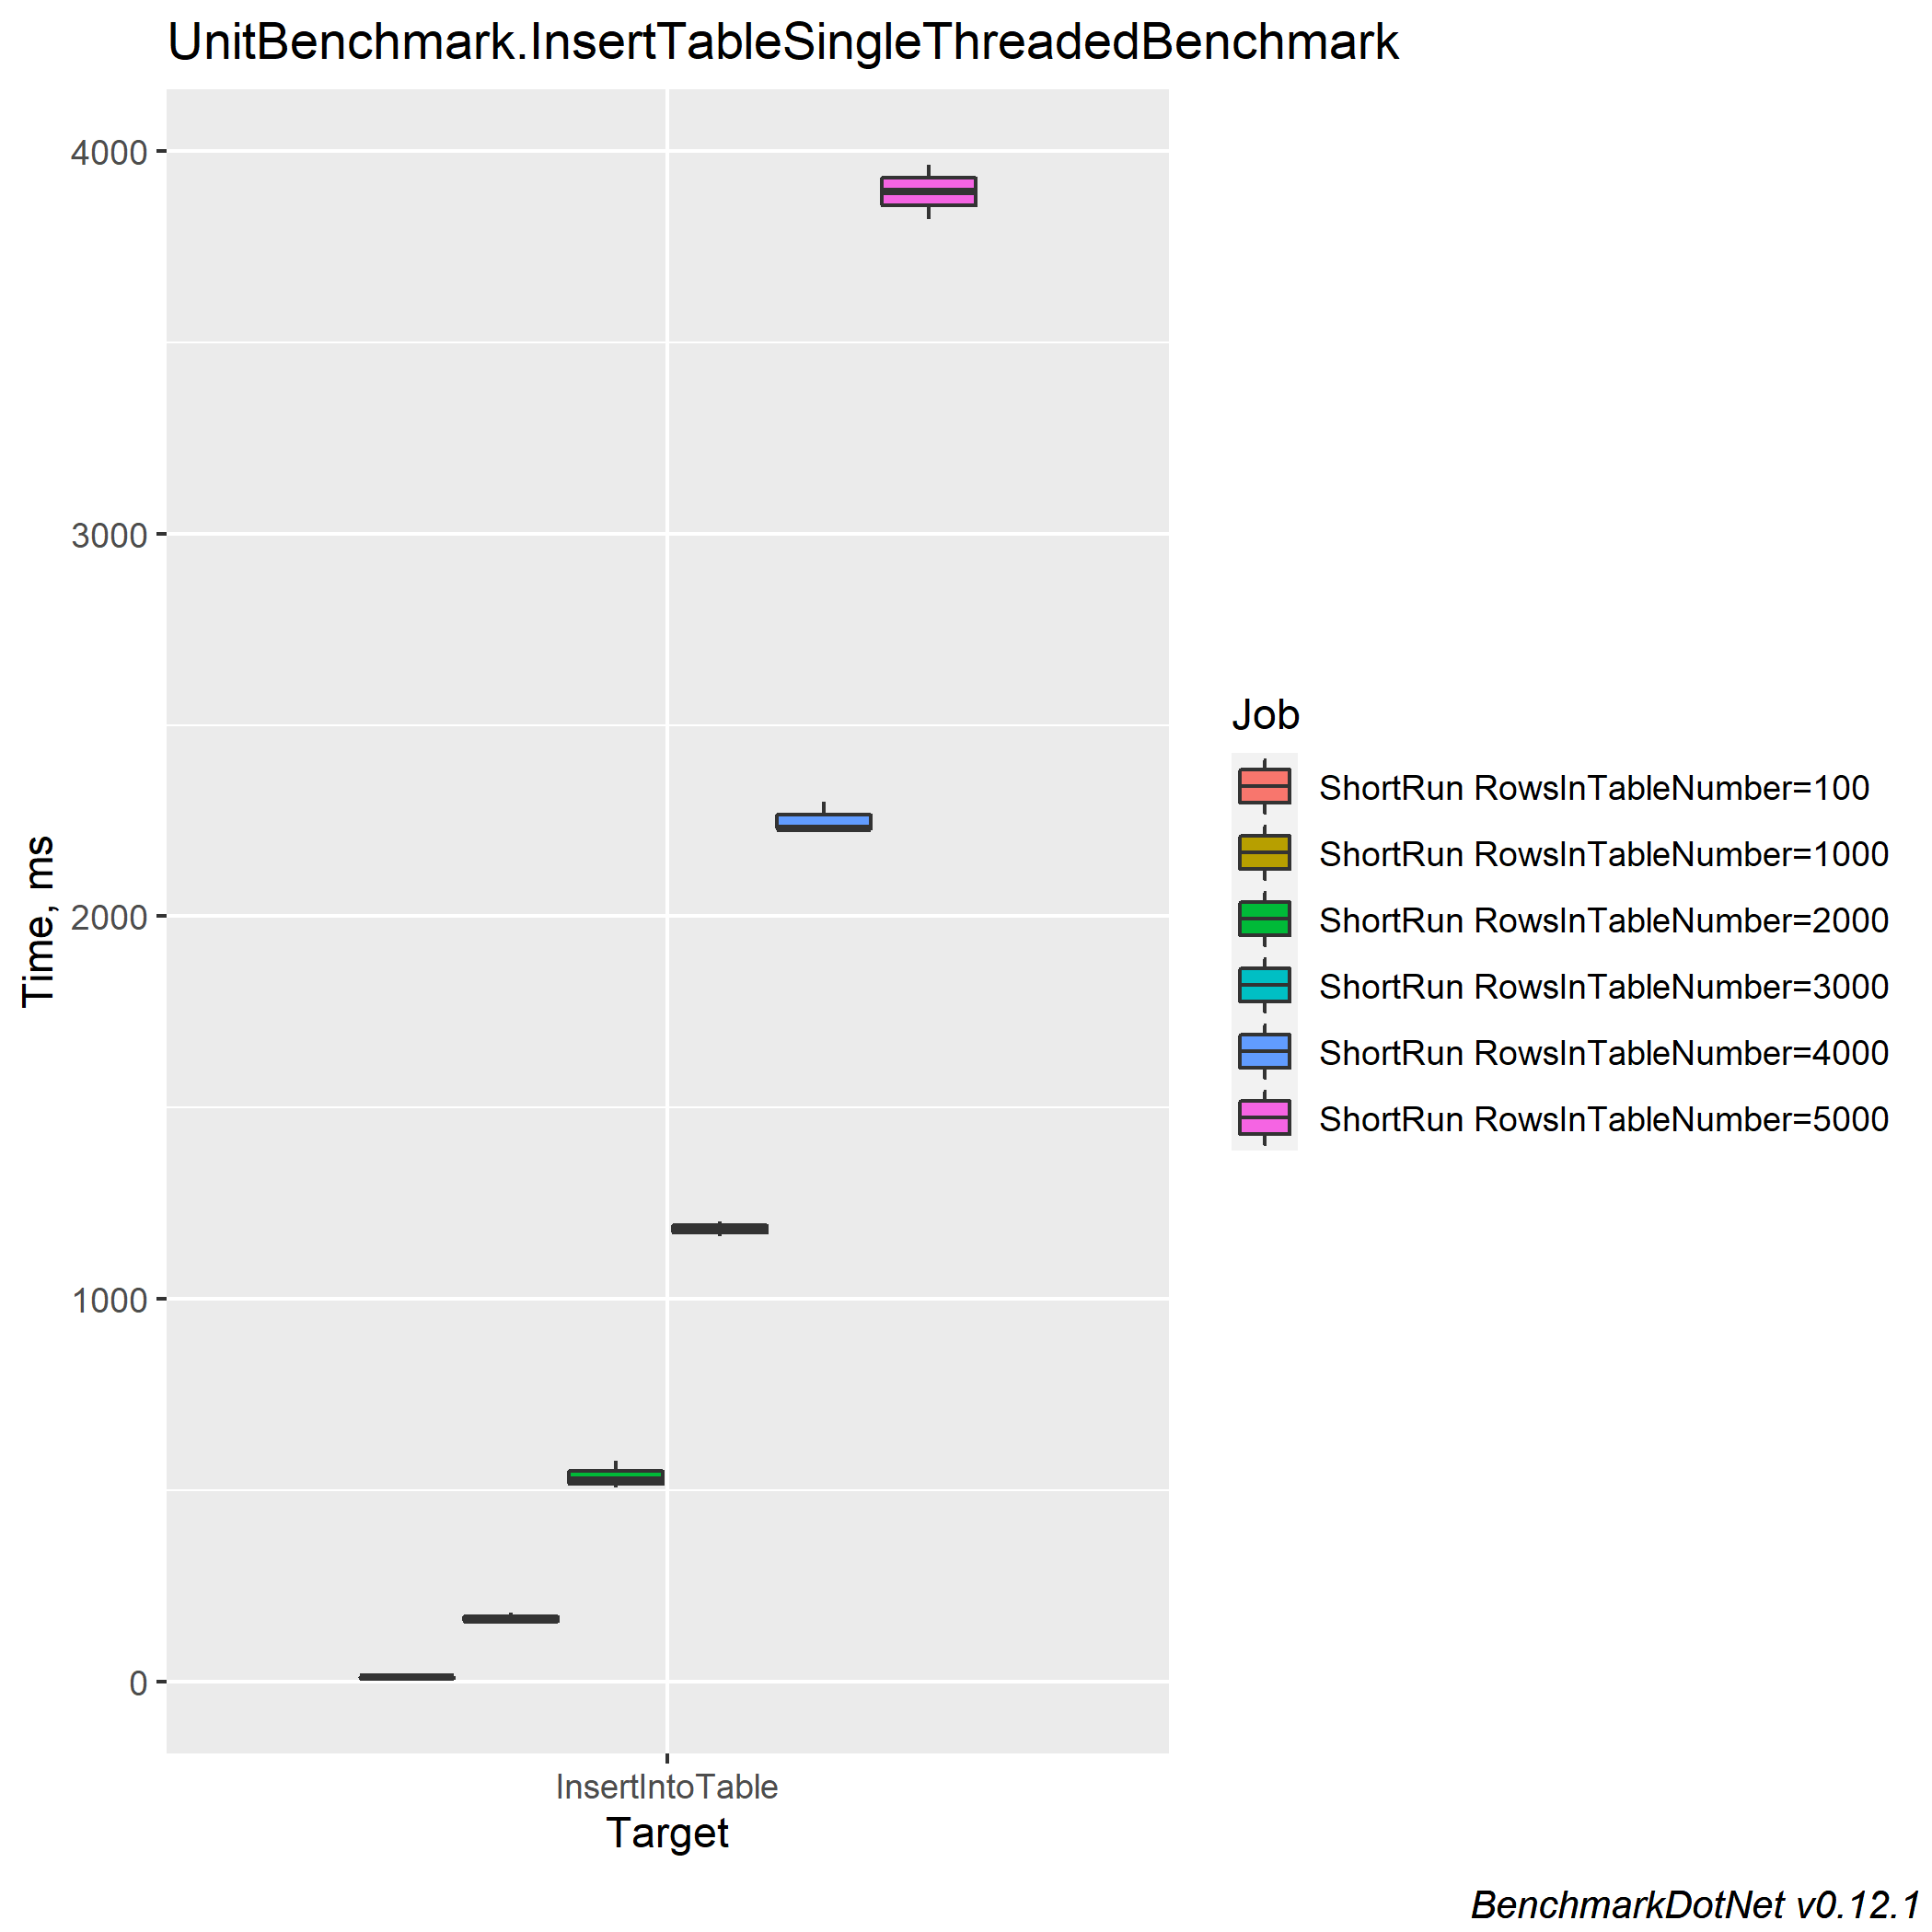 UnitBenchmark.InsertTableSingleThreadedBenchmark
4000
3000
2000
1000
0
Time, ms
InsertIntoTable
Target
Job
ShortRun RowsInTableNumber=100
ShortRun RowsInTableNumber=1000
ShortRun RowsInTableNumber=2000
ShortRun RowsInTableNumber=3000
ShortRun RowsInTableNumber=4000
ShortRun RowsInTableNumber=5000
BenchmarkDotNet v0.12.1